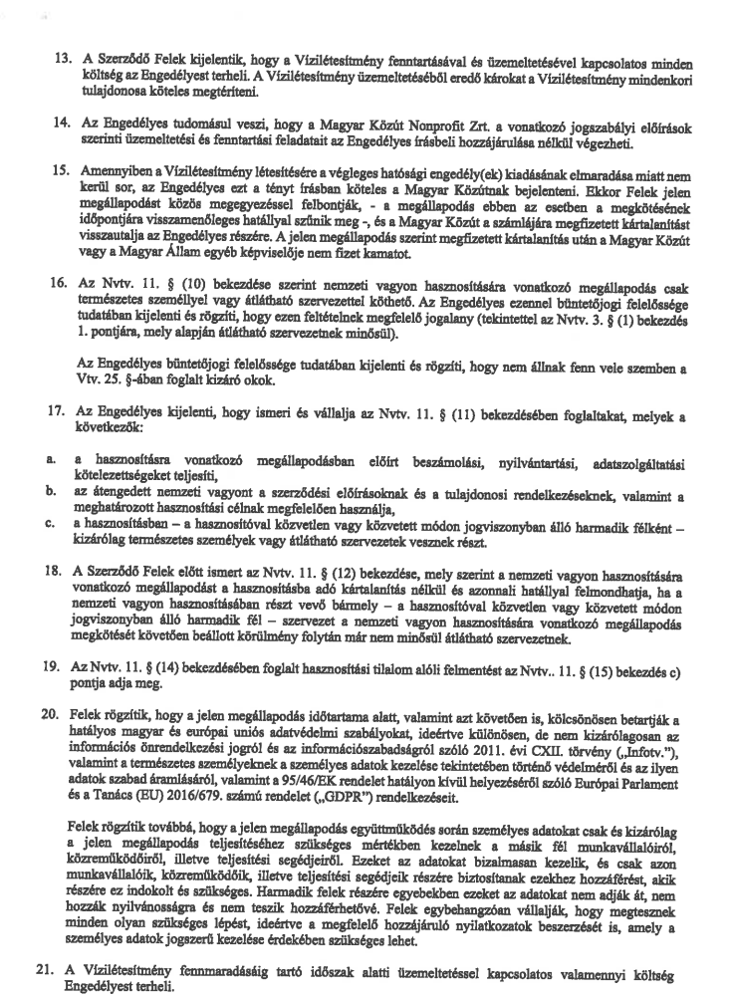 13. A Szerződő Felek kijelentik, hogy a Vízilétesítmény fenntartásával és üzemeltetésével kapcsolatos minden
költség az Engedélyest terheli. A Vízilétesítmény üzemeltetéséből eredő károkat a Vízilétesítmény mindenkori
tulajdonosa köteles megtéríteni.
14. Az Engedélyes tudomásul veszi, hogy a Magyar Közút Nonprofit Zrt. a vonatkozó jogszabályi előírások
szerinti üzemeltetési és fenntartási feladatait az Engedélyes írásbeli hozzájárulása nélkül végezheti.
15. Amennyiben a Vízilétesítmény létesítésére a végleges hatósági engedély(ek) kiadásának elmaradása miatt nem
kerül sor, az Engedélyes ezt a tényt írásban köteles a Magyar Közútnak bejelenteni. Ekkor Felek jelen
megállapodást közös megegyezéssel felbontják, - a megállapodás ebben az esetben a megkötésének
időpontjára visszamenőleges hatállyal szűnik meg -, és a Magyar Közút a számlájára megfizetett kártalanítást
visszautalja az Engedélyes részére. A jelen megállapodás szerint megfizetett kártalanítás után a Magyar Közút
vagy a Magyar Állam egyéb képviselője nem fizet kamatot.
16. Az Nvtv. 11. § (10) bekezdése szerint nemzeti vagyon hasznosítására vonatkozó megállapodás csak
természetes személlyel vagy átlátható szervezettel köthető. Az Engedélyes ezennel büntetőjogi felelőssége
tudatában kijelenti és rögzíti, hogy ezen feltételnek megfelelő jogalany (tekintettel az Nvtv. 3. § (1) bekezdés
1. pontjára, mely alapján átlátható szervezetnek minősül).
Az Engedélyes büntetőjogi felelőssége tudatában kijelenti és rögzíti, hogy nem állnak fenn vele szemben a
Vtv. 25. §-ában foglalt kizáró okok.
17. Az Engedélyes kijelenti, hogy ismeri és vállalja az Nvtv. 11. § (11) bekezdésében foglaltakat, melyek a
következők:
a. a hasznosításra vonatkozó megállapodásban előírt beszámolási, nyilvántartási, adatszolgáltatási
kötelezettségeket teljesíti,
b. az átengedett nemzeti vagyont a szerződési előírásoknak és a tulajdonosi rendelkezéseknek, valamint a
meghatározott hasznosítási célnak megfelelően használja,
c. a hasznosításban – a hasznosítóval közvetlen vagy közvetett módon jogviszonyban álló harmadik félként –
kizárólag természetes személyek vagy átlátható szervezetek vesznek részt.
18. A Szerződő Felek előtt ismert az Nvtv. 11. § (12) bekezdése, mely szerint a nemzeti vagyon hasznosítására
vonatkozó megállapodást a hasznosításba adó kártalanítás nélkül és azonnali hatállyal felmondhatja, ha a
nemzeti vagyon hasznosításában részt vevő bármely – a hasznosítóval közvetlen vagy közvetett módon
jogviszonyban álló harmadik fél – szervezet a nemzeti vagyon hasznosítására vonatkozó megállapodás
megkötését követően beállott körülmény folytán már nem minősül átlátható szervezetnek.
19. Az Nvtv. 11. § (14) bekezdésében foglalt hasznosítási tilalom alóli felmentést az Nvtv.. 11. § (15) bekezdés c)
pontja adja meg.
20. Felek rögzítik, hogy a jelen megállapodás időtartama alatt, valamint azt követően is, kölcsönösen betartják a
hatályos magyar és európai uniós adatvédelmi szabályokat, ideértve különösen, de nem kizárólagosan az
információs önrendelkezési jogról és az információszabadságról szóló 2011. évi CXII. törvény („Infotv."),
valamint a természetes személyeknek a személyes adatok kezelése tekintetében történő védelméről és az ilyen
adatok szabad áramlásáról, valamint a 95/46/EK rendelet hatályon kívül helyezéséről szóló Európai Parlament
és a Tanács (EU) 2016/679. számú rendelet („GDPR") rendelkezéseit.
Felek rögzítik továbbá, hogy a jelen megállapodás együttműködés során személyes adatokat csak és kizárólag
a jelen megállapodás teljesítéséhez szükséges mértékben kezelnek a másik fél munkavállalóiról,
közreműködőiről, illetve teljesítési segédjeiről. Ezeket az adatokat bizalmasan kezelik, és csak azon
munkavállalóik, közreműködőik, illetve teljesítési segédjeik részére biztosítanak ezekhez hozzáférést, akik
részére ez indokolt és szükséges. Harmadik felek részére egyebekben ezeket az adatokat nem adják át, nem
hozzák nyilvánosságra és nem teszik hozzáférhetővé. Felek egybehangzóan vállalják, hogy megtesznek
minden olyan szükséges lépést, ideértve a megfelelő hozzájáruló nyilatkozatok beszerzését is, amely a
személyes adatok jogszerű kezelése érdekében szükséges lehet.
21. A Vízilétesítmény fennmaradásáig tartó időszak alatti üzemeltetéssel kapcsolatos valamennyi költség
Engedélyest terheli.